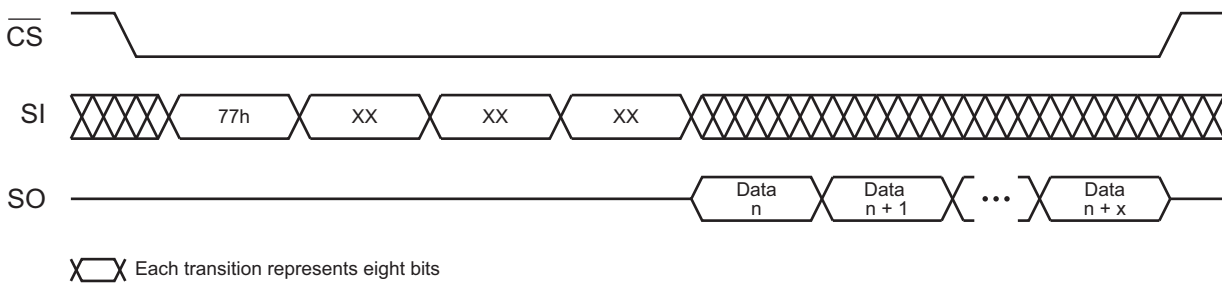 CS
SI
77h
XX
XX
XX
SO
Data
n
Data
n + 1
•••
Data
n + x
Each transition represents eight bits